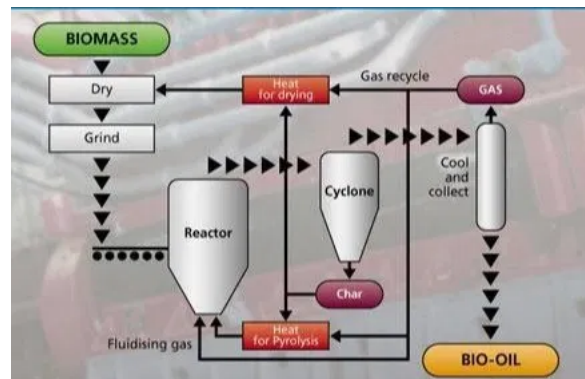 BIOMASS
Dry
Heat
for drying
Gas recycle
GAS
Grind
Cyclone
Cool
and
collect
Reactor
Char
Fluidising gas
Heat
for Pyrolysis
BIO-OIL